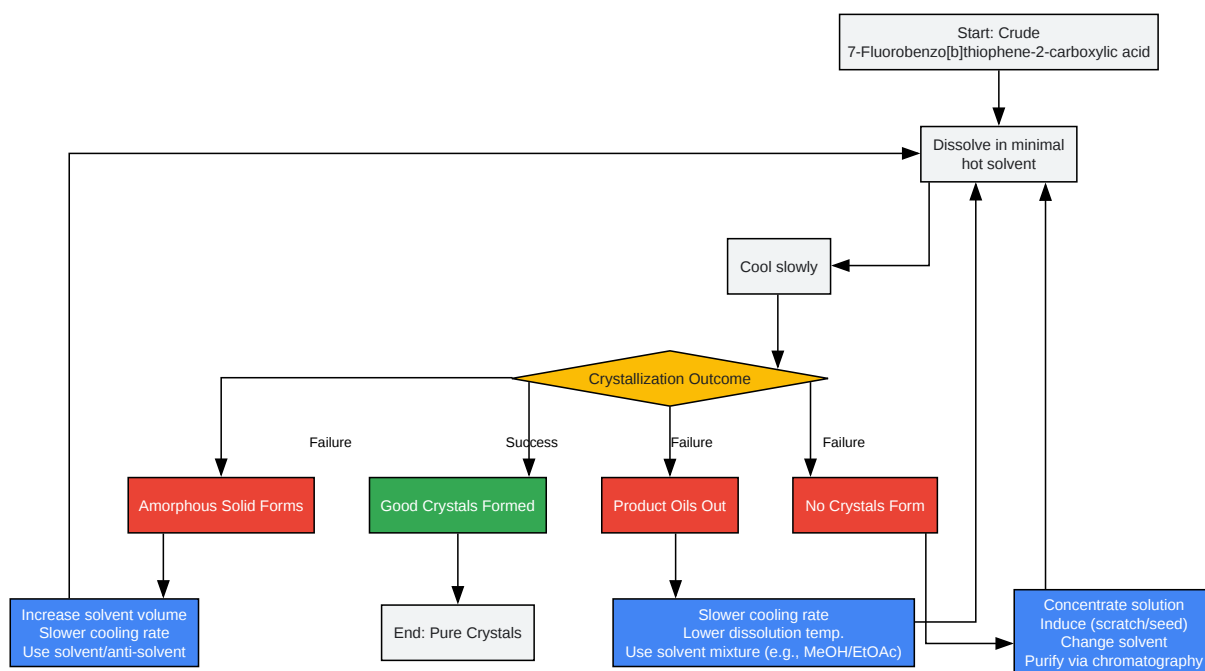 Start: Crude
7-Fluorobenzo[b]thiophene-2-carboxylic acid
Dissolve in minimal
hot solvent
Cool slowly
Crystallization Outcome
Failure
Success
Failure
Failure
Amorphous Solid Forms
Good Crystals Formed
Product Oils Out
No Crystals Form
Increase solvent volume
Slower cooling rate
Use solvent/anti-solvent
End: Pure Crystals
Slower cooling rate
Lower dissolution temp.
Use solvent mixture (e.g., MeOH/EtOAc)
Concentrate solution
Induce (scratch/seed)
Change solvent
Purify via chromatography